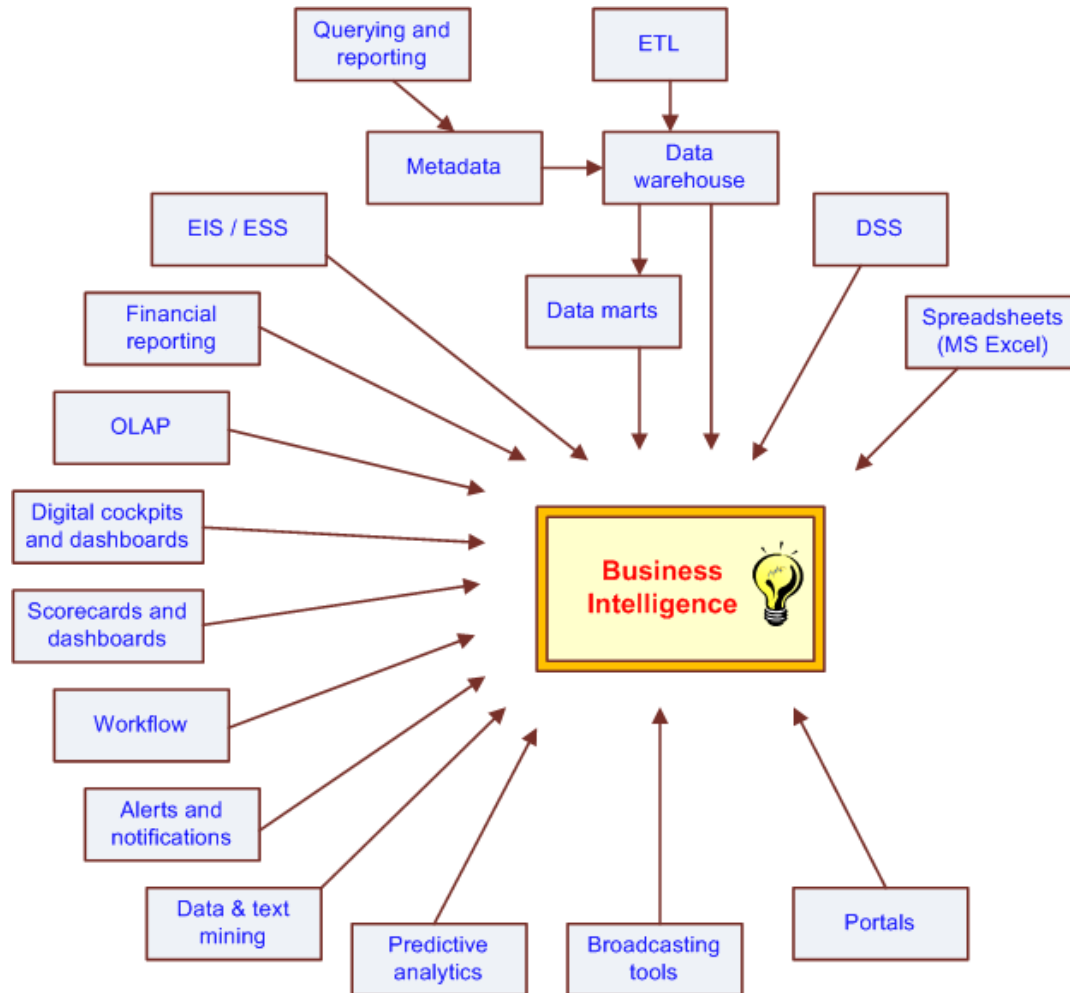 Querying and
reporting
ETL
Metadata
Data
warehouse
EIS / ESS
DSS
Data marts
Financial
reporting
Spreadsheets
(MS Excel)
OLAP
Digital cockpits
and dashboards
Business
Intelligence
Scorecards and
dashboards
Workflow
Alerts and
notifications
Data & text
mining
Predictive
analytics
Broadcasting
tools
Portals